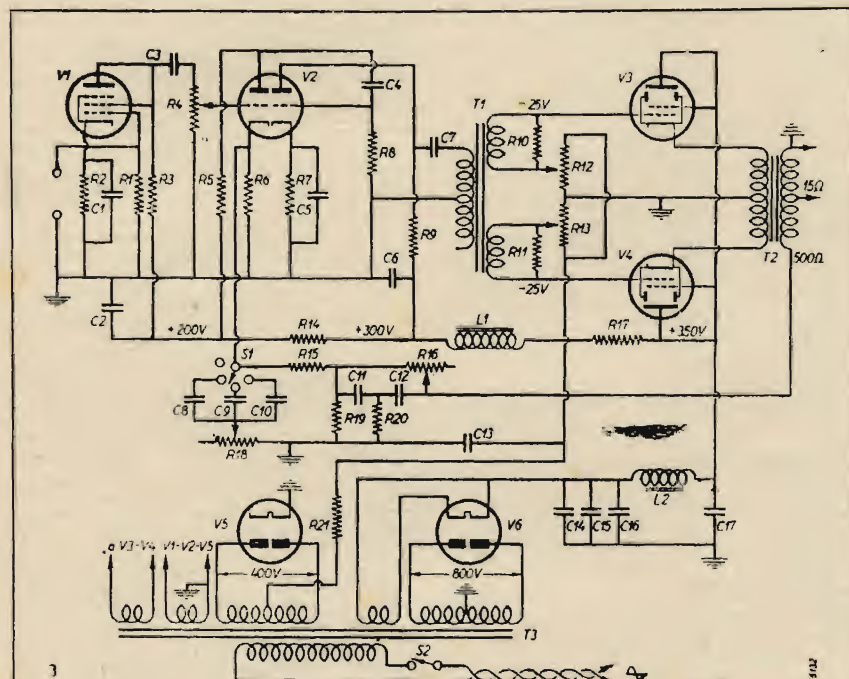 V1
C3
R4
V2
C4
T1
-25V
V3
R2
C1
R1
R3
R5
R6
R7
C5
R8
C7
R9
R10
R12
R13
R11
15Ω
T2
500Ω
C6
-25V
V4
C2
+200V
R14
+300V
L1
R17
+350V
S1
R15
R16
C11
C12
C8
C9
C10
R19
R20
R18
C13
V5
R21
V6
C14
C15
C16
L2
C17
a V3-V4
V1-V2-V5
400V
800V
T3
S2
3